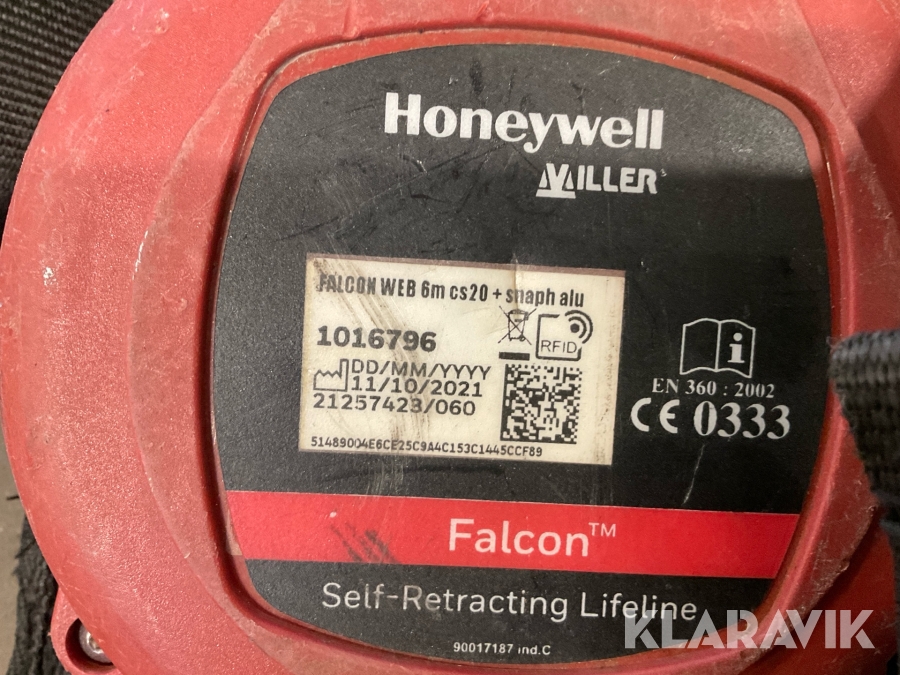 Honeywell
MILLER
FALCON WEB 6m cs20 + snaph alu
1016796
RFID
DD/MM/YYYY
11/10/2021
21257423/060
51489004E6CE25C9A4C153C1445CCF89
EN 360 : 2002
CE 0333
Falcon™
Self-Retracting Lifeline
90017187 ind.C
KLARAVIK